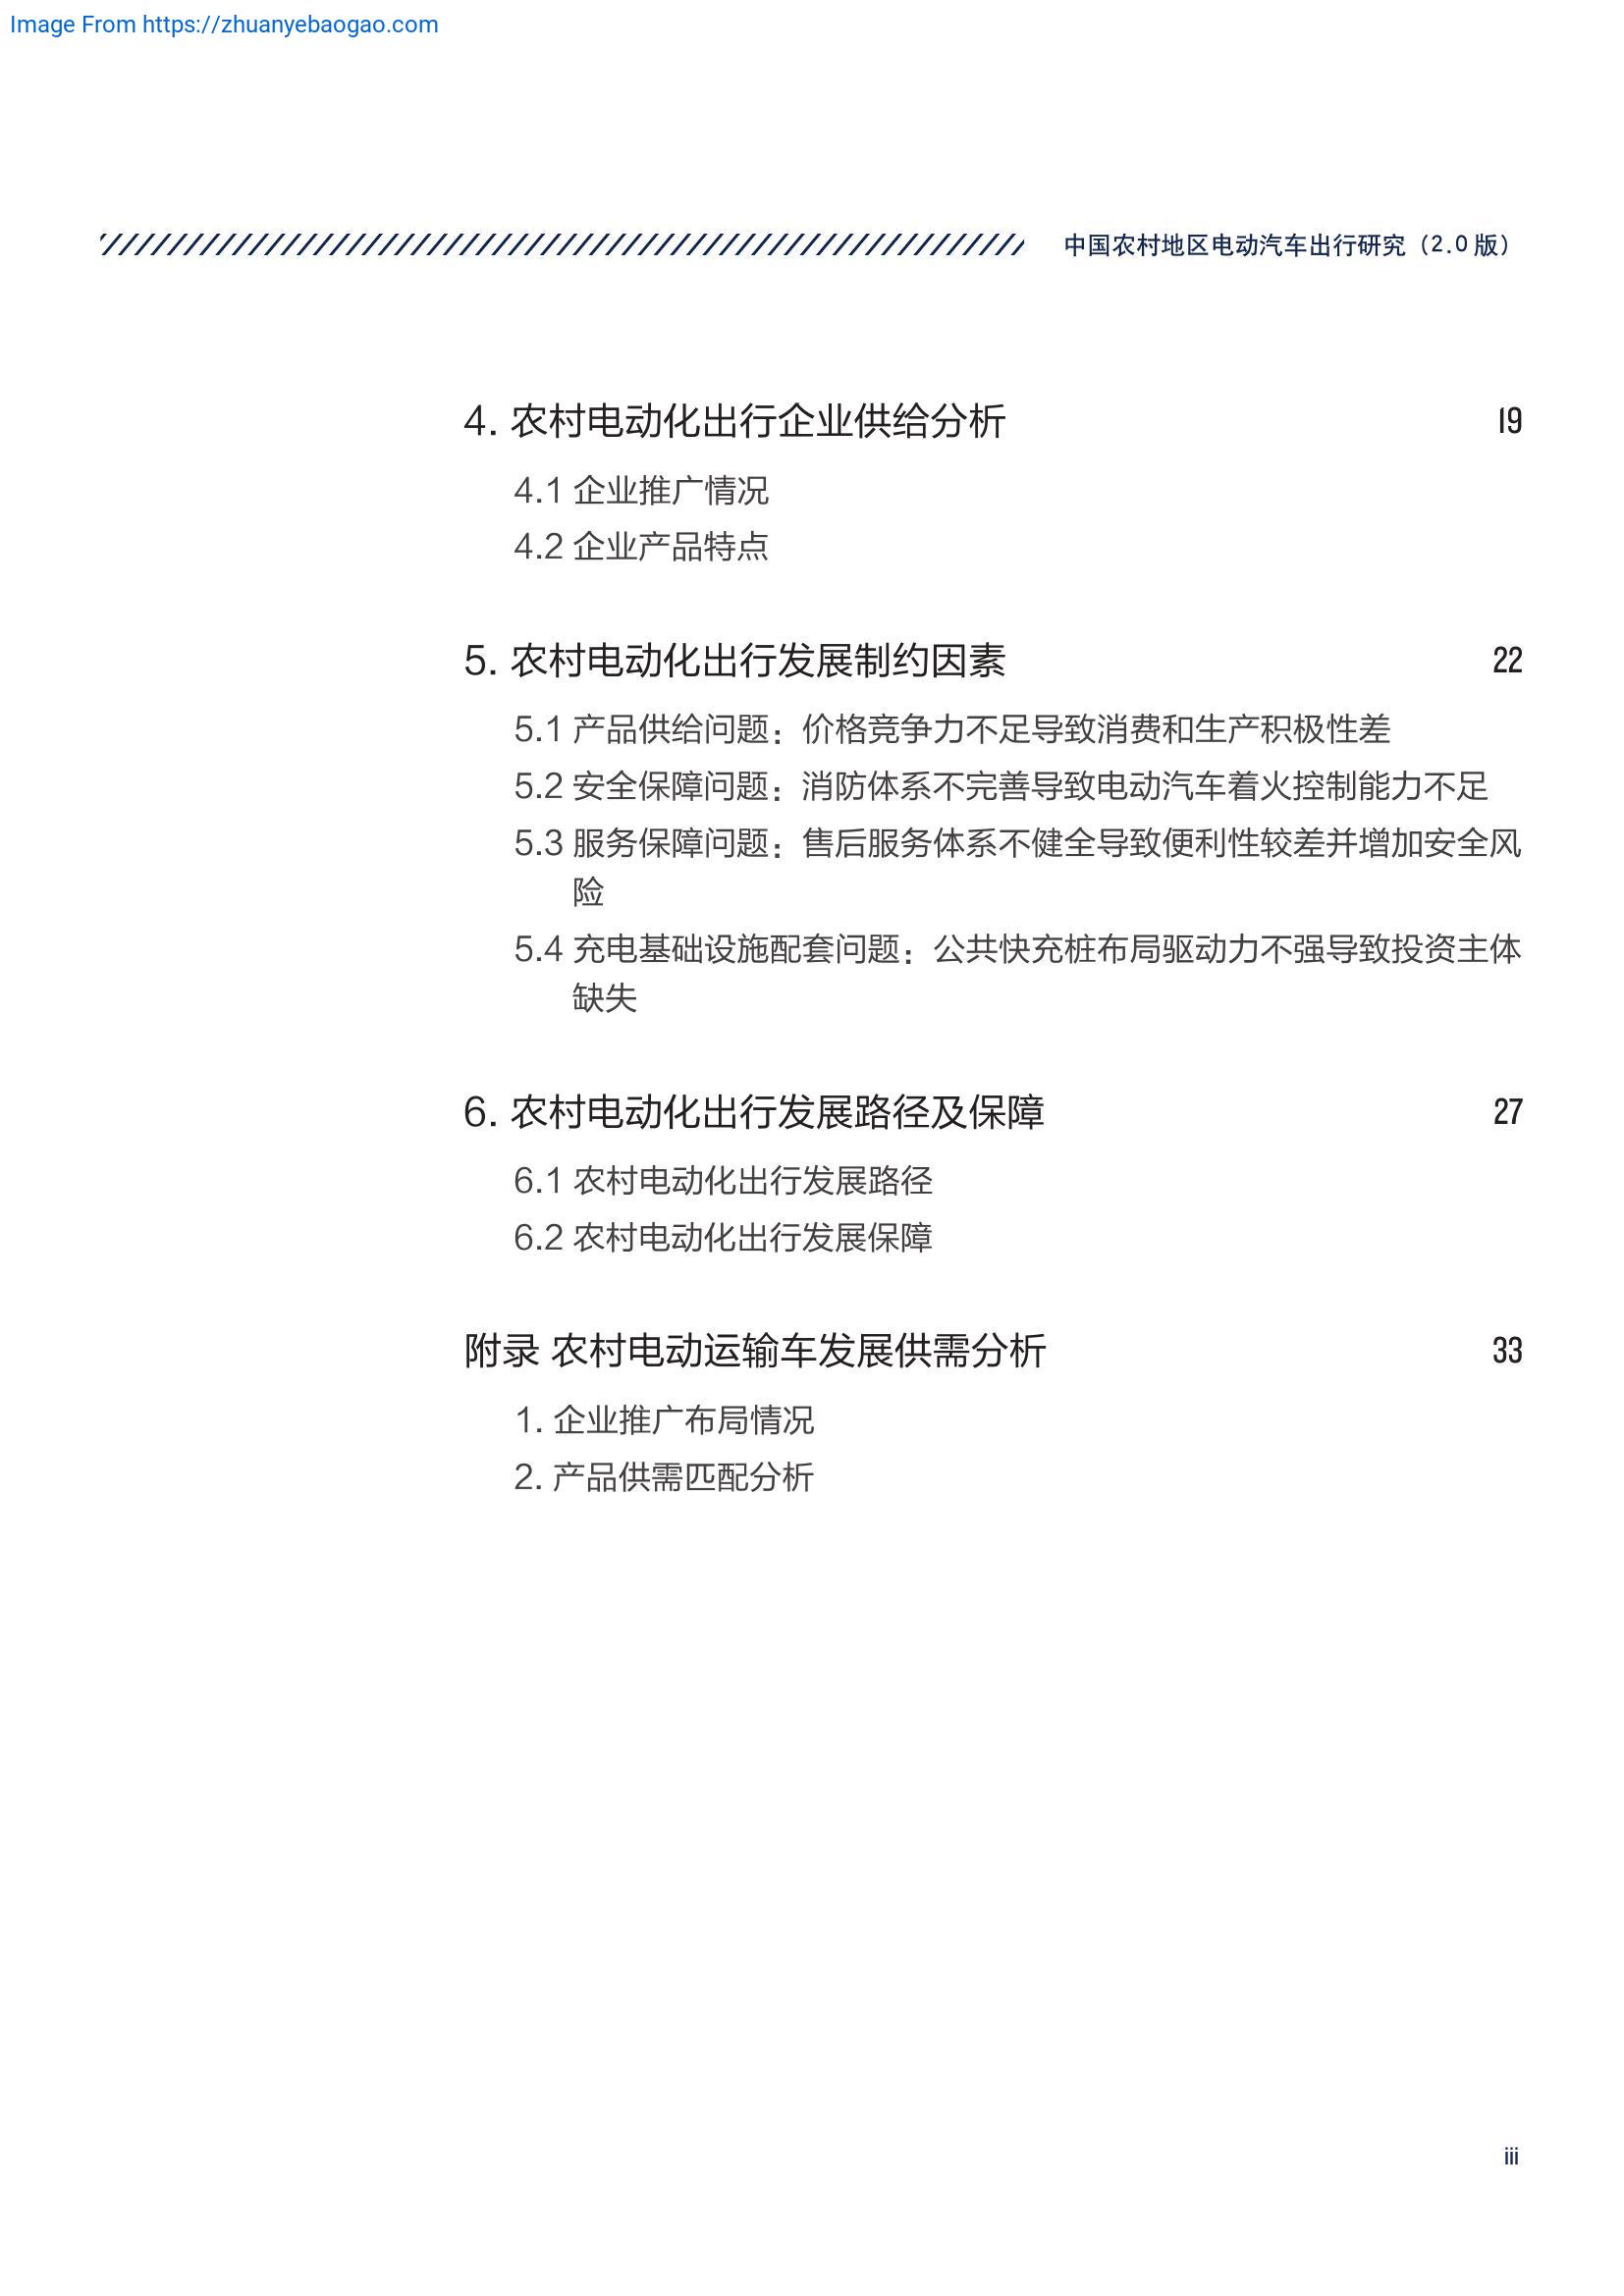 Image From https://zhuanyebaogao.com
中国农村地区电动汽车出行研究（2.0 版）
4. 农村电动化出行企业供给分析 19
4.1 企业推广情况
4.2 企业产品特点
5. 农村电动化出行发展制约因素 22
5.1 产品供给问题：价格竞争力不足导致消费和生产积极性差
5.2 安全保障问题：消防体系不完善导致电动汽车着火控制能力不足
5.3 服务保障问题：售后服务体系不健全导致便利性较差并增加安全风
险
5.4 充电基础设施配套问题：公共快充桩布局驱动力不强导致投资主体
缺失
6. 农村电动化出行发展路径及保障 27
6.1 农村电动化出行发展路径
6.2 农村电动化出行发展保障
附录 农村电动运输车发展供需分析 33
1. 企业推广布局情况
2. 产品供需匹配分析
iii